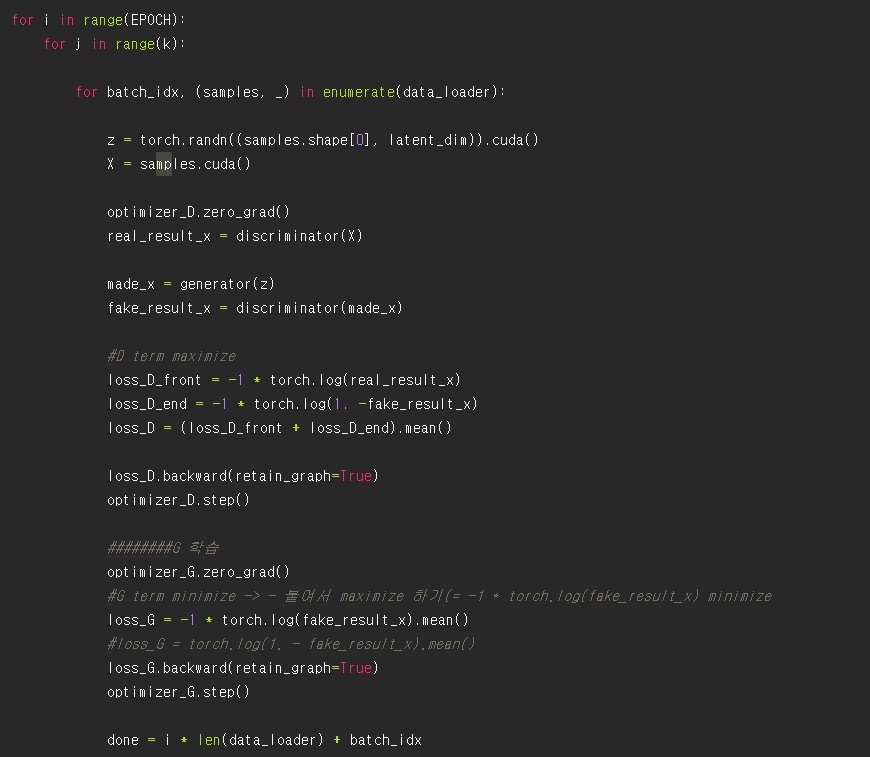 for i in range(EPOCH):
for j in range(k):
for batch_idx, (samples, _) in enumerate(data_loader):
z = torch.randn((samples.shape[0], latent_dim)).cuda()
X = samples.cuda()
optimizer_D.zero_grad()
real_result_x = discriminator(X)
made_x = generator(z)
fake_result_x = discriminator(made_x)
#D term maximize
loss_D_front = -1 * torch.log(real_result_x)
loss_D_end = -1 * torch.log(1. -fake_result_x)
loss_D = (loss_D_front + loss_D_end).mean()
loss_D.backward(retain_graph=True)
optimizer_D.step()
########G 학습
optimizer_G.zero_grad()
#G term minimize -> - 붙여서 maximize 하기(= -1 * torch.log(fake_result_x) minimize
loss_G = -1 * torch.log(fake_result_x).mean()
#loss_G = torch.log(1. - fake_result_x).mean()
loss_G.backward(retain_graph=True)
optimizer_G.step()
done = i * len(data_loader) + batch_idx